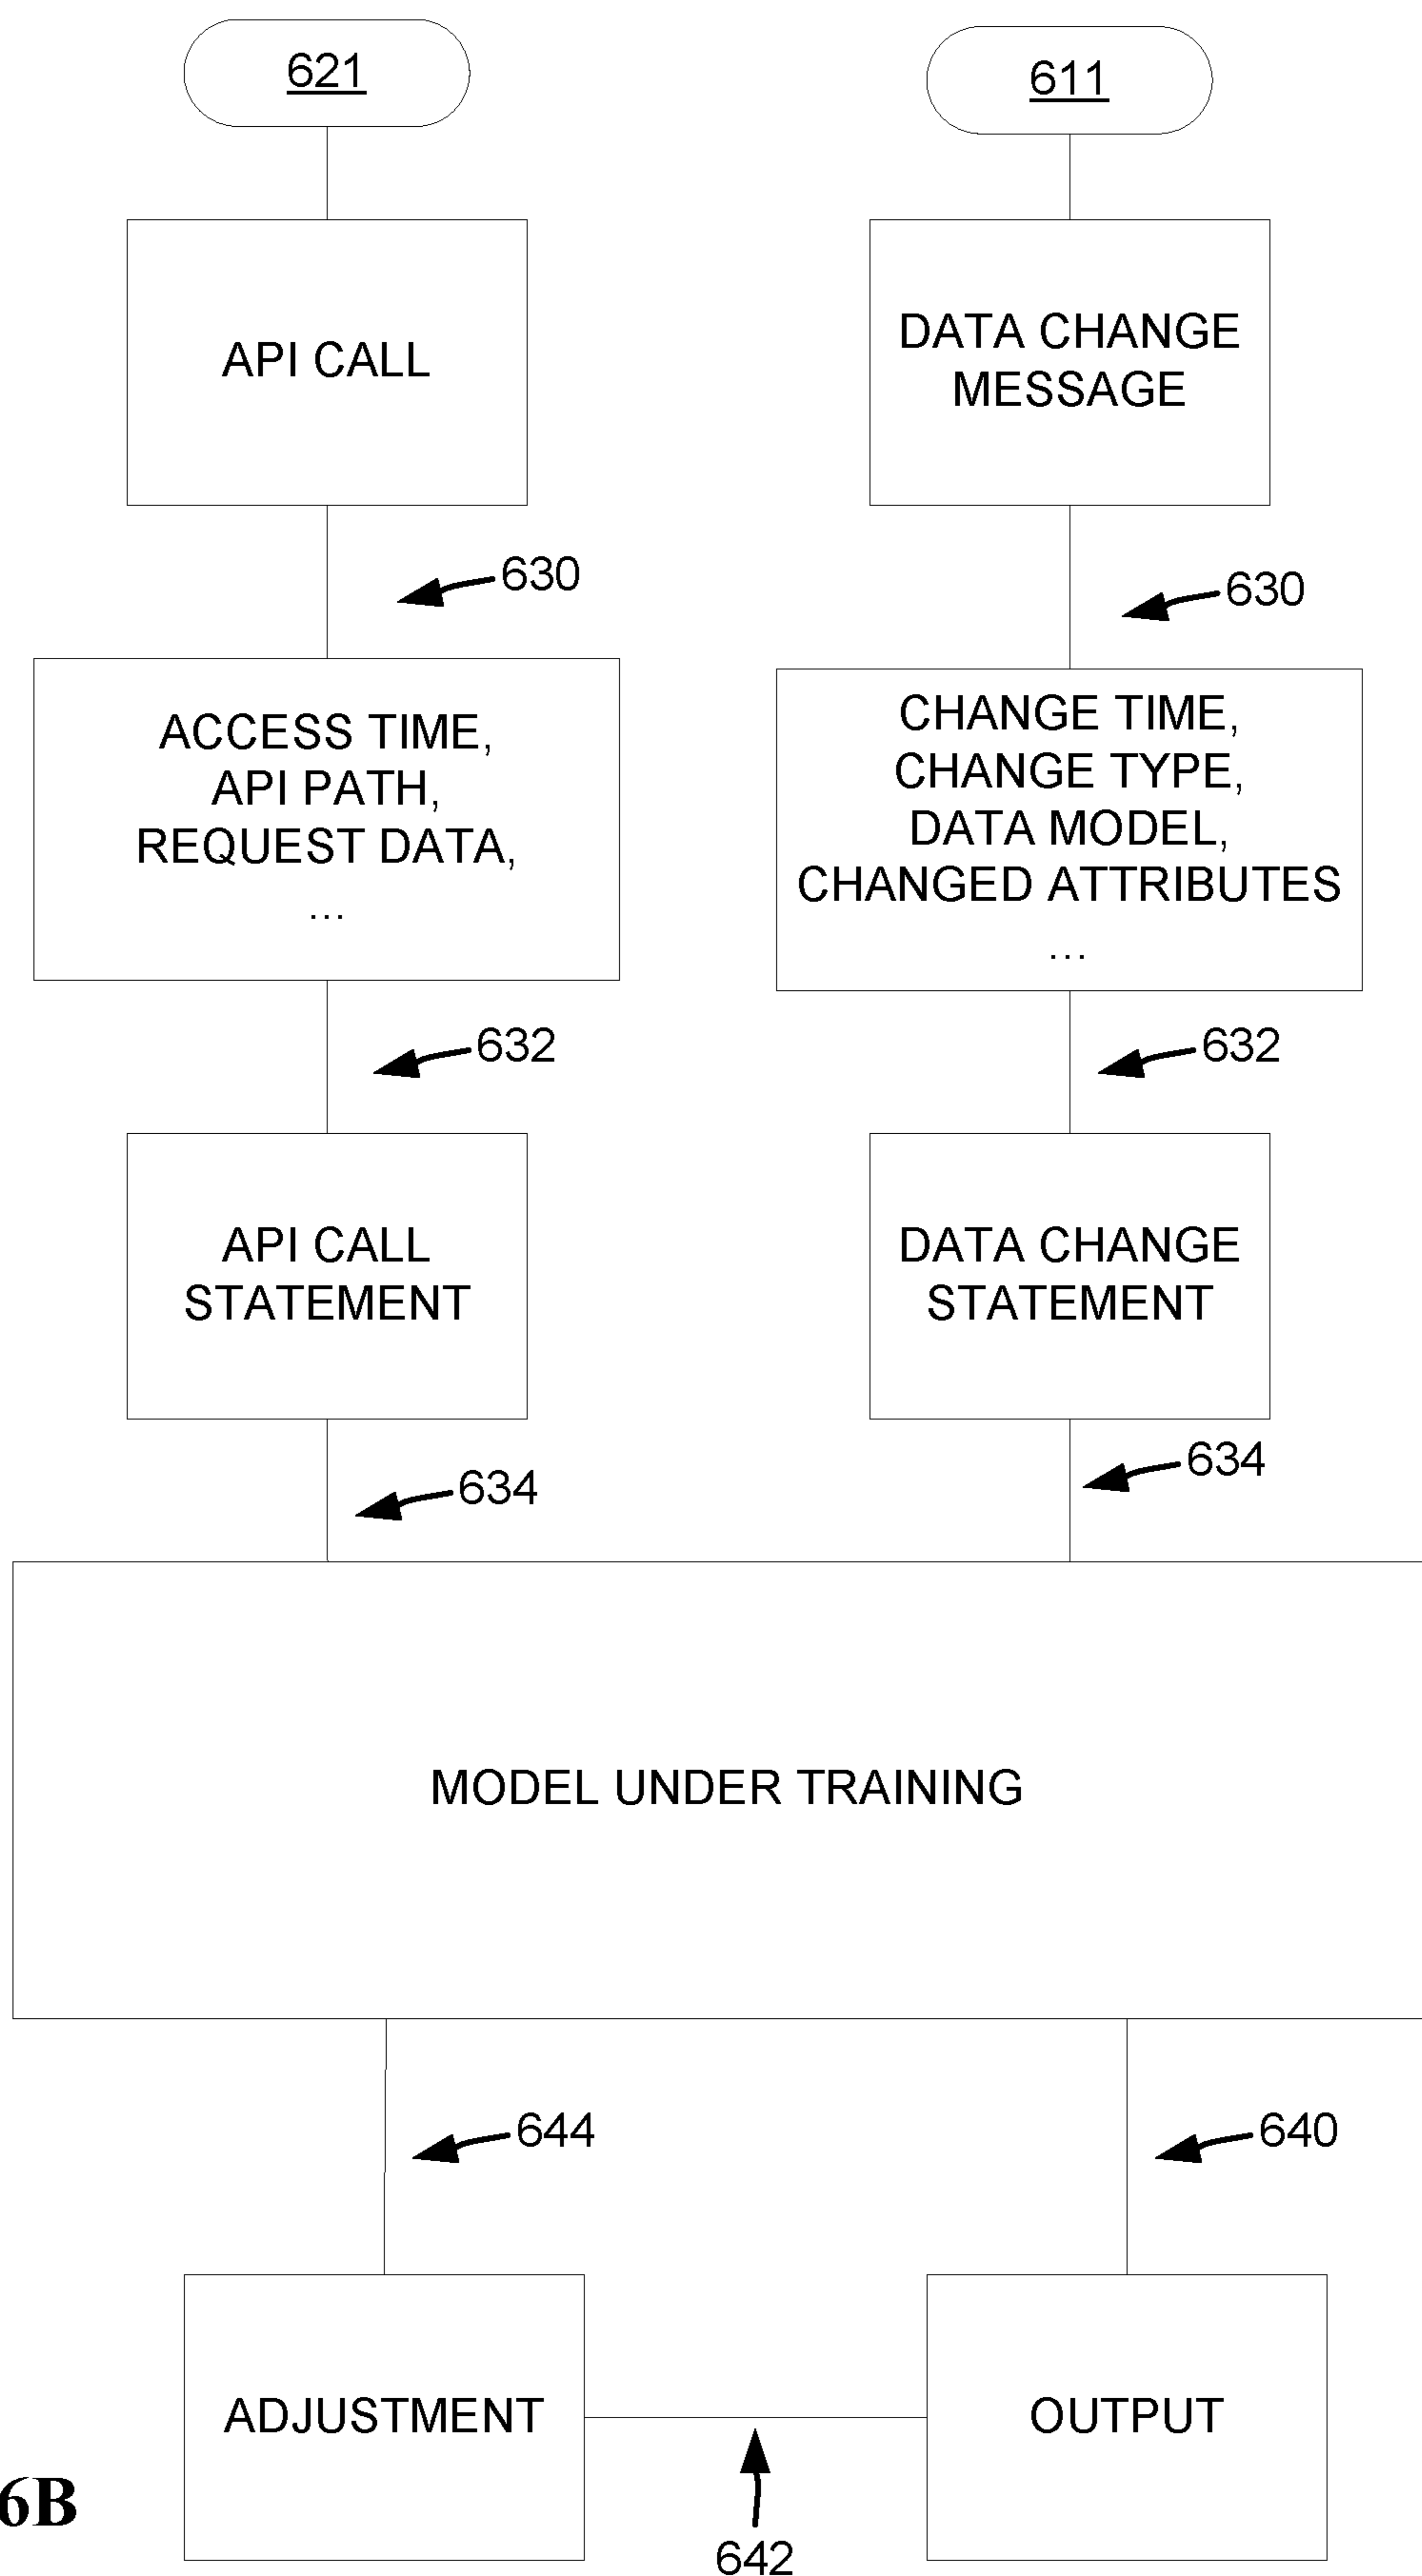 621
611
API CALL
DATA CHANGE
MESSAGE
630
630
ACCESS TIME,
API PATH,
REQUEST DATA,
...
CHANGE TIME,
CHANGE TYPE,
DATA MODEL,
CHANGED ATTRIBUTES
...
632
632
API CALL
STATEMENT
DATA CHANGE
STATEMENT
634
634
MODEL UNDER TRAINING
644
640
ADJUSTMENT
OUTPUT
642
6B